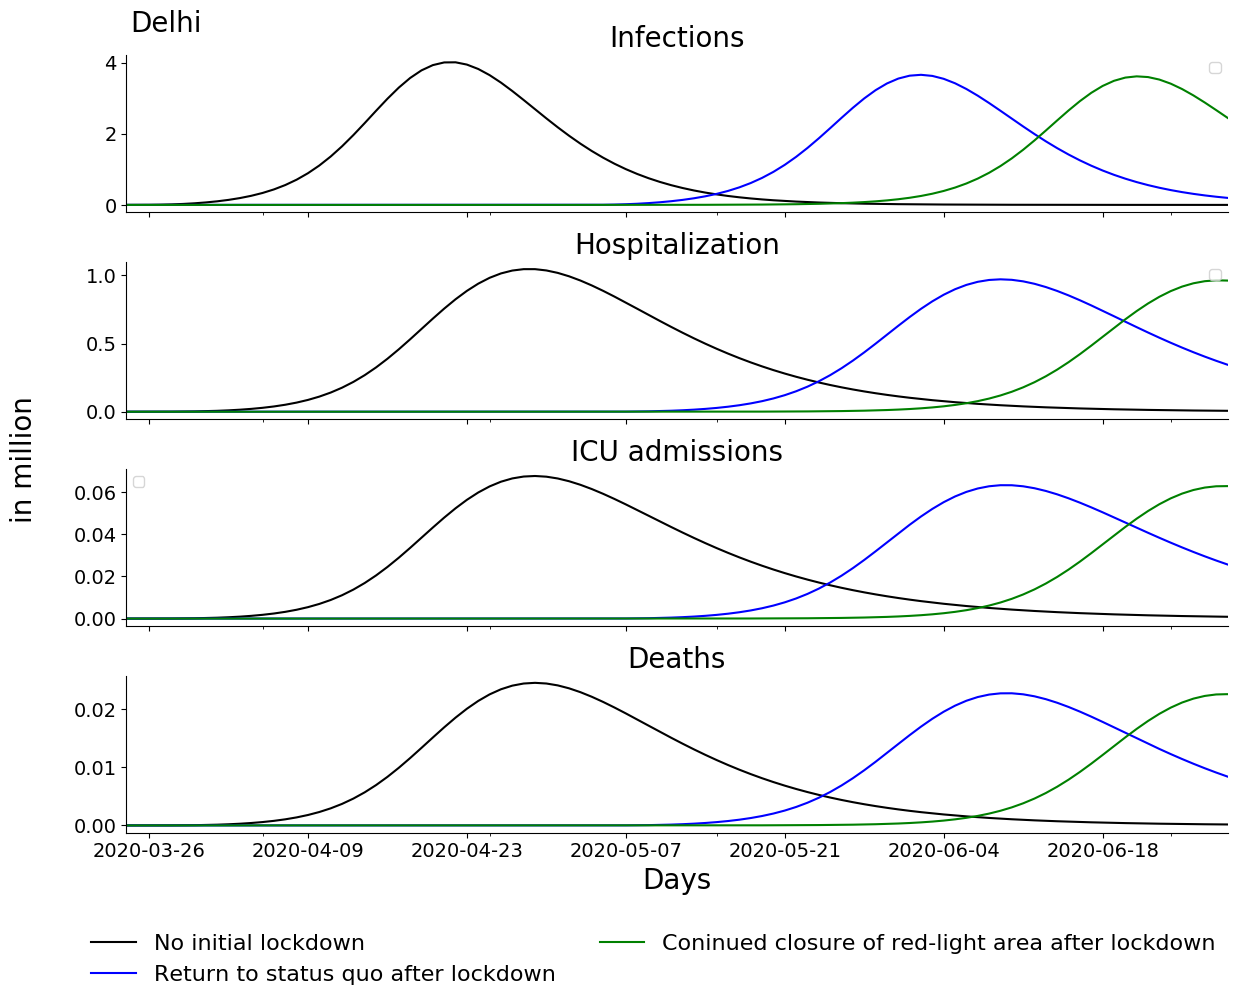 Delhi
Infections
4
2
0
Hospitalization
1.0
0.5
0.0
in million
ICU admissions
0.06
0.04
0.02
0.00
Deaths
0.02
0.01
0.00
2020-03-26 2020-04-09 2020-04-23 2020-05-07 2020-05-21 2020-06-04 2020-06-18
Days
No initial lockdown
Return to status quo after lockdown
Coninued closure of red-light area after lockdown